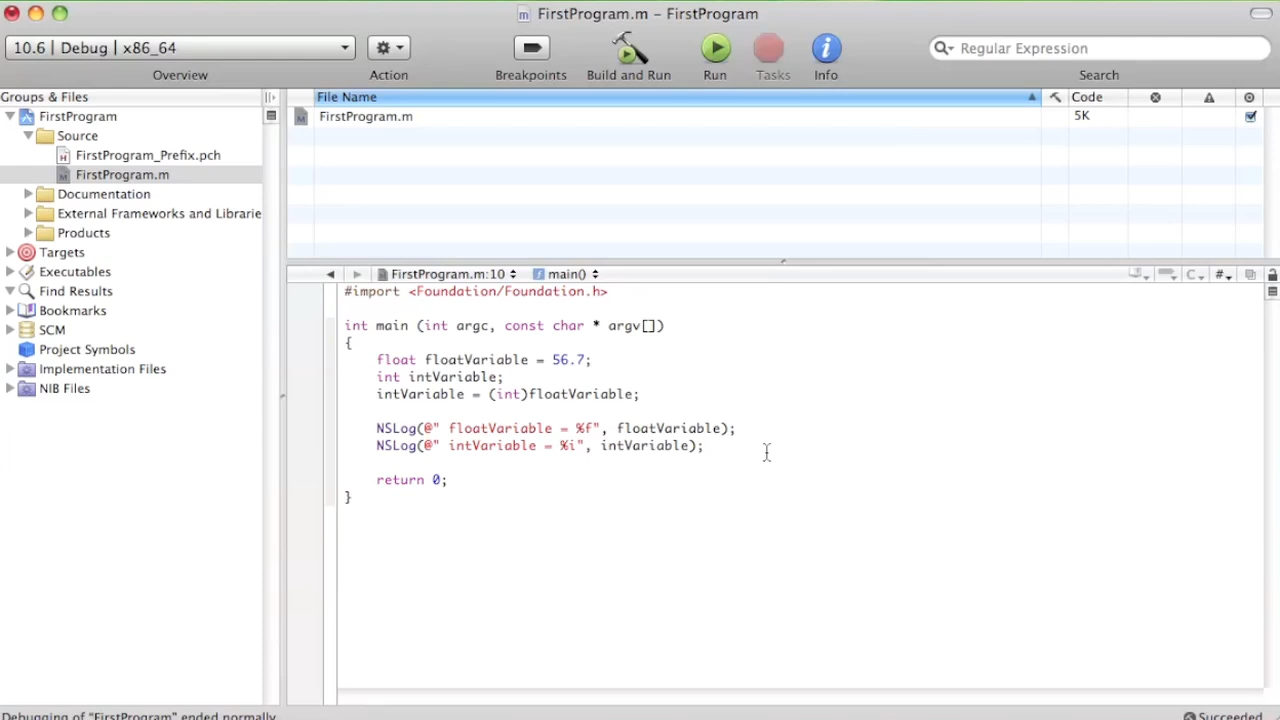 FirstProgram.m – FirstProgram
10.6 | Debug | x86_64
Regular Expression
Overview
Action
Breakpoints
Build and Run
Run
Tasks
Info
Search
Groups & Files
FirstProgram
Source
FirstProgram_Prefix.pch
FirstProgram.m
Documentation
External Frameworks and Librarie
Products
Targets
Executables
Find Results
Bookmarks
SCM
Project Symbols
Implementation Files
NIB Files
File Name
Code
FirstProgram.m
5K
FirstProgram.m:10
main()
C
#
#import <Foundation/Foundation.h>
int main (int argc, const char * argv[])
{
float floatVariable = 56.7;
int intVariable;
intVariable = (int)floatVariable;
NSLog(@" floatVariable = %f", floatVariable);
NSLog(@" intVariable = %i", intVariable);
return 0;
}
Debugging of "FirstProgram" ended normally.
Succeeded